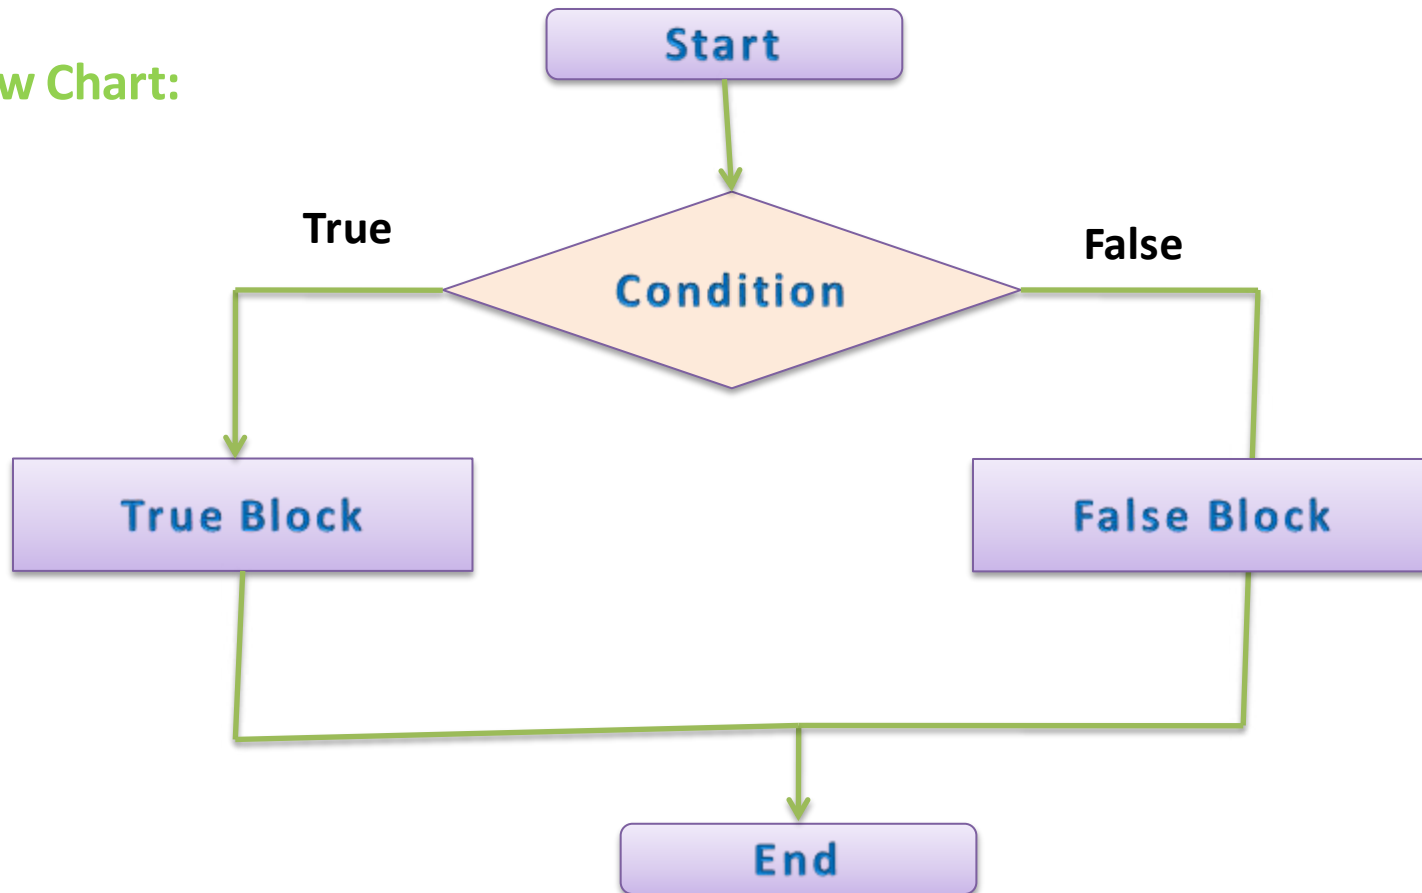 Start
w Chart:
True
False
Condition
True Block
False Block
End